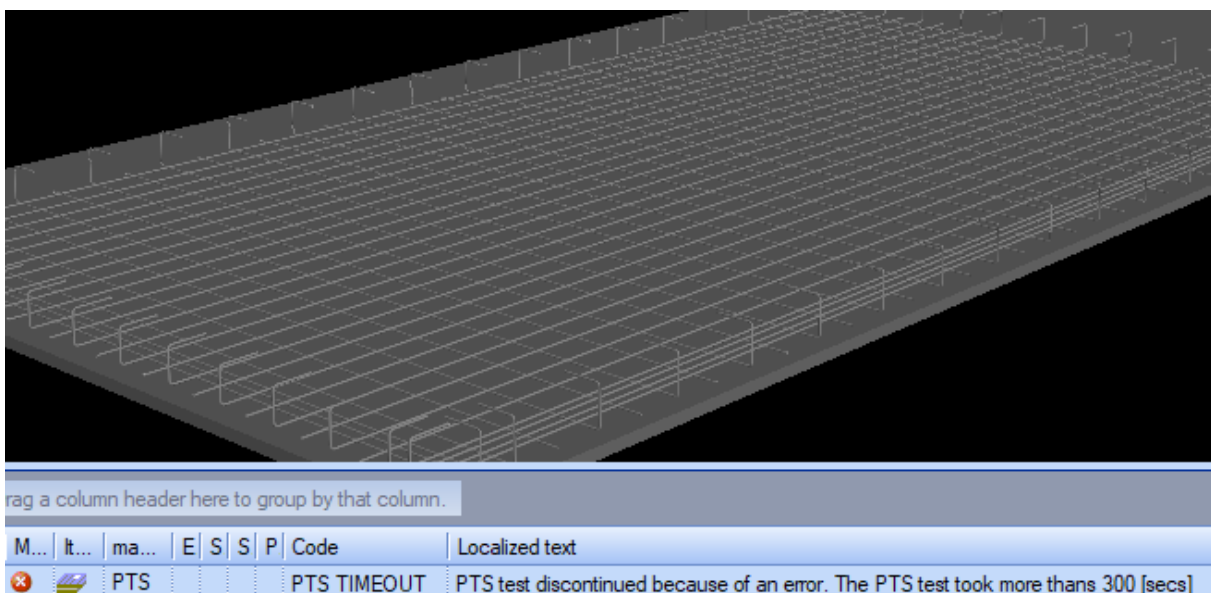 rag a column header here to group by that column.
M... It... ma... E S S P Code Localized text
PTS PTS TIMEOUT PTS test discontinued because of an error. The PTS test took more thans 300 [secs]